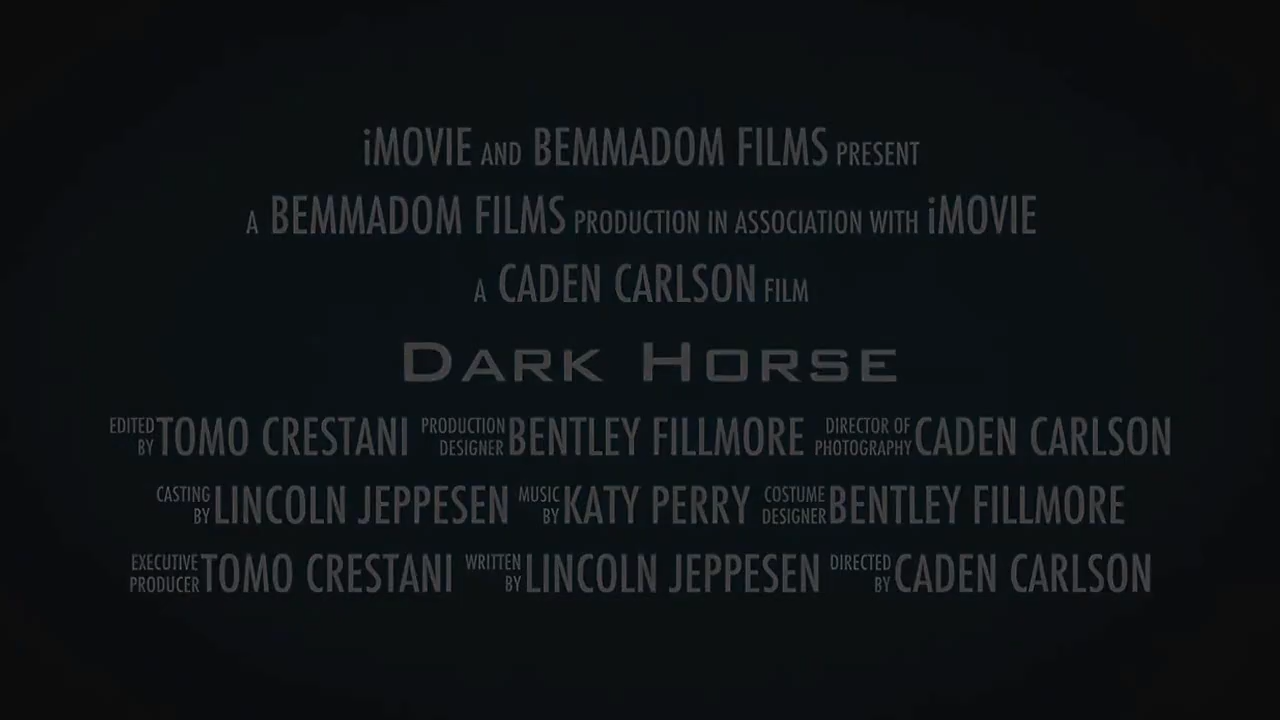 iMOVIE AND BEMMADOM FILMS PRESENT
A BEMMADOM FILMS PRODUCTION IN ASSOCIATION WITH iMOVIE
A CADEN CARLSON FILM
DARK HORSE
EDITED BY TOMO CRESTANI PRODUCTION DESIGNER BENTLEY FILLMORE DIRECTOR OF PHOTOGRAPHY CADEN CARLSON
CASTING BY LINCOLN JEPPESEN MUSIC BY KATY PERRY COSTUME DESIGNER BENTLEY FILLMORE
EXECUTIVE PRODUCER TOMO CRESTANI WRITTEN BY LINCOLN JEPPESEN DIRECTED BY CADEN CARLSON